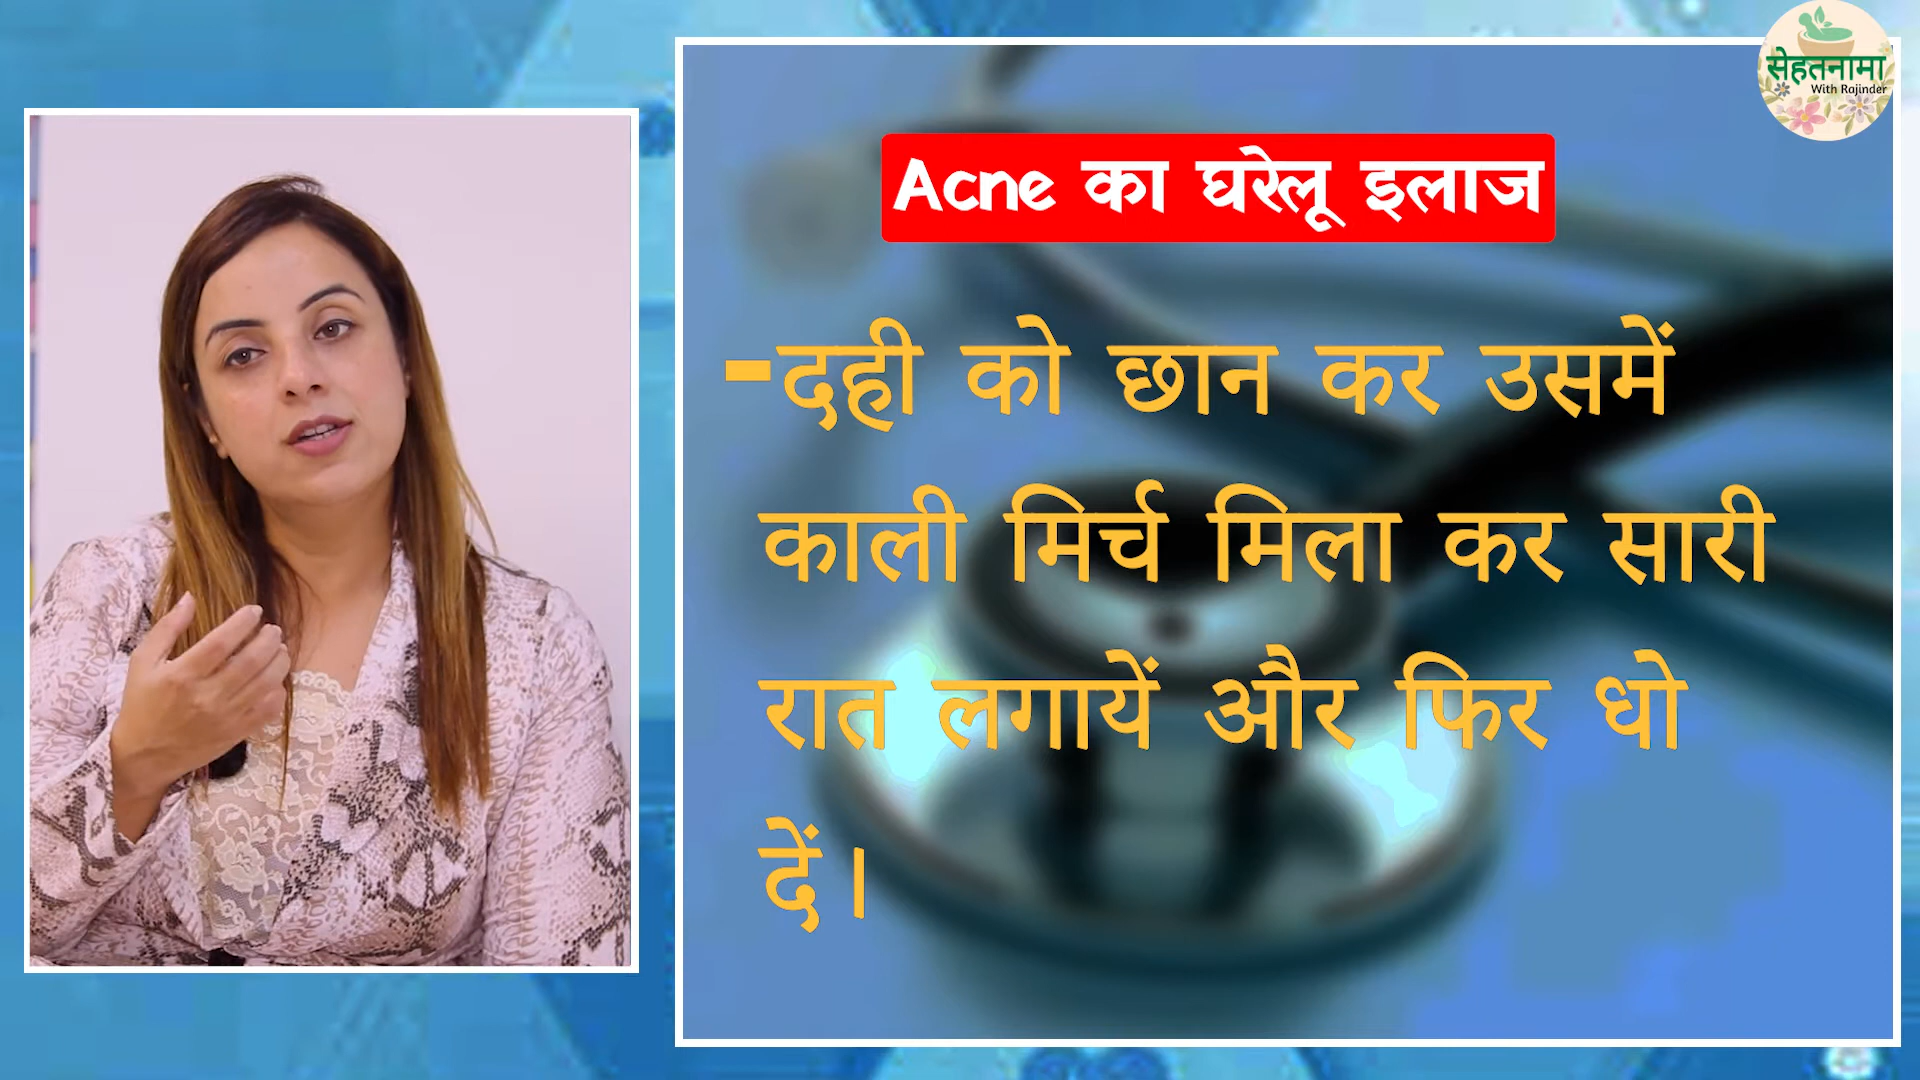 सेहतनामा
With Rajinder
Acne का घरेलू इलाज
-दही को छान कर उसमें
काली मिर्च मिला कर सारी
रात लगायें और फिर धो
दें।